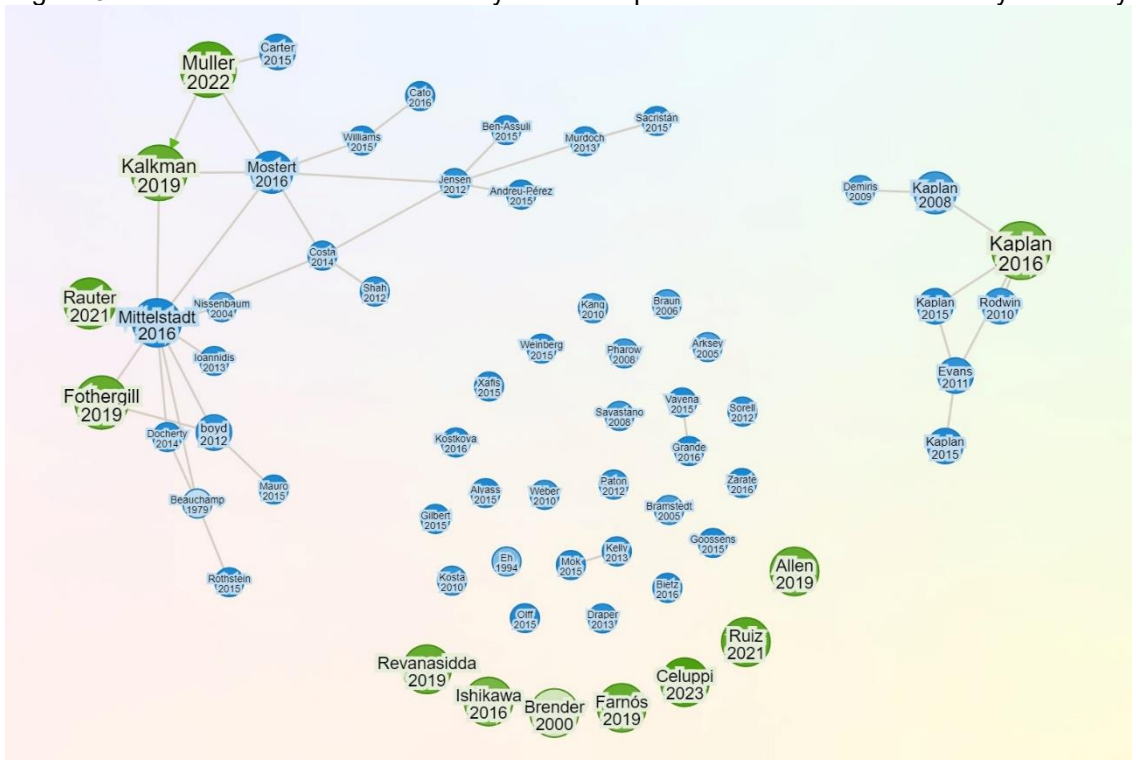 Muller
2022
Carter
2015
Cato
2016
Williams
2015
Ben-Assuli
2015
Murdoch
2013
Sacristán
2015
Kalkman
2019
Mostert
2016
Jensen
2012
Andreu-Pérez
2015
Demiris
2009
Kaplan
2008
Kaplan
2016
Costa
2014
Shah
2012
Rauter
2021
Mittelstadt
2016
Nissenbaum
2004
Ioannidis
2013
Kang
2010
Braun
2006
Kaplan
2015
Rodwin
2010
Weinberg
2015
Pharow
2008
Arksey
2005
Evans
2011
Fothergill
2019
Xafis
2015
Savastano
2008
Vayena
2015
Sorell
2012
Docherty
2014
boyd
2012
Kostkova
2016
Grande
2016
Kaplan
2015
Mauro
2015
Beauchamp
1979
Alyass
2015
Weber
2010
Paton
2012
Zarate
2016
Gilbert
2015
Bramstedt
2005
Goossens
2015
Eh
1994
Mok
2015
Kelly
2013
Rothstein
2015
Kosta
2010
Bietz
2016
Allen
2019
Olff
2015
Draper
2013
Ruiz
2021
Revanasidda
2019
Ishikawa
2016
Brender
2000
Farnós
2019
Celuppi
2023